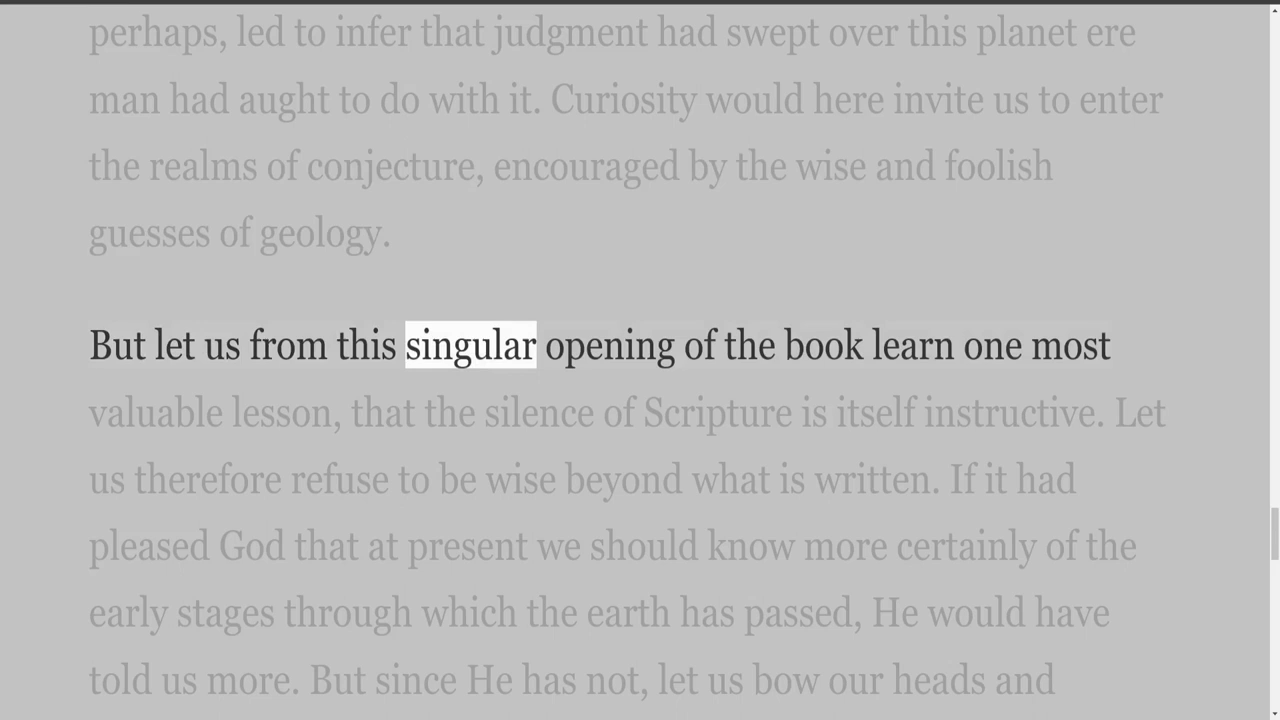 perhaps, led to infer that judgment had swept over this planet ere
man had aught to do with it. Curiosity would here invite us to enter
the realms of conjecture, encouraged by the wise and foolish
guesses of geology.
But let us from this singular opening of the book learn one most
valuable lesson, that the silence of Scripture is itself instructive. Let
us therefore refuse to be wise beyond what is written. If it had
pleased God that at present we should know more certainly of the
early stages through which the earth has passed, He would have
told us more. But since He has not, let us bow our heads and